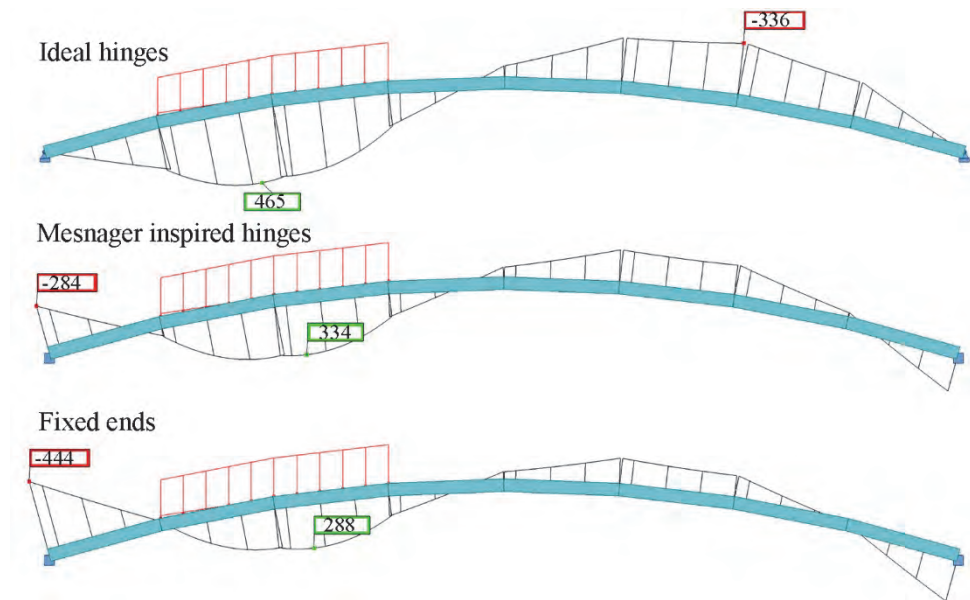 -336
Ideal hinges
465
Mesnager inspired hinges
-284
334
Fixed ends
-444
288